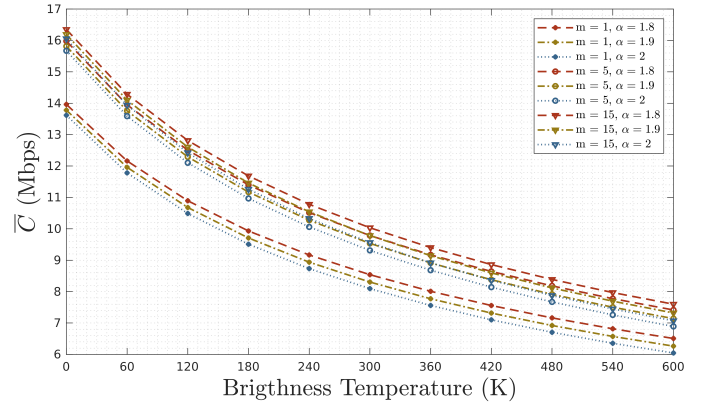 17
16
15
14
13
12
11
10
9
8
7
6
C (Mbps)
m = 1, α = 1.8
m = 1, α = 1.9
m = 1, α = 2
m = 5, α = 1.8
m = 5, α = 1.9
m = 5, α = 2
m = 15, α = 1.8
m = 15, α = 1.9
m = 15, α = 2
0 60 120 180 240 300 360 420 480 540 600
Brigthness Temperature (K)